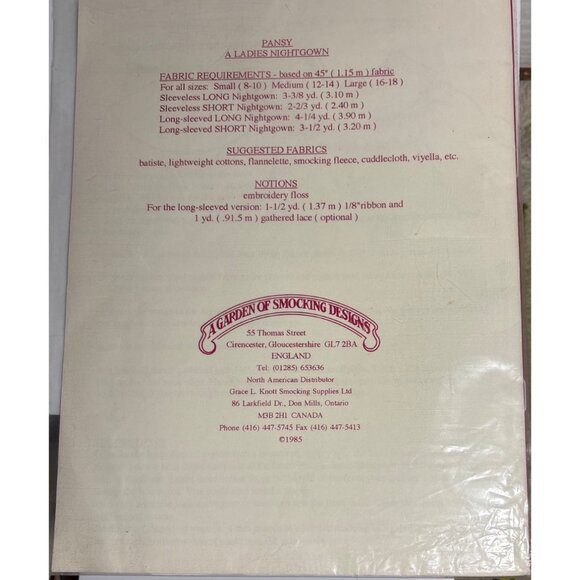 PANSY
A LADIES NIGHTGOWN
FABRIC REQUIREMENTS - based on 45" ( 1.15 m ) fabric
For all sizes: Small ( 8-10 ) Medium ( 12-14 ) Large ( 16-18 )
Sleeveless LONG Nightgown: 3-3/8 yd. ( 3.10 m )
Sleeveless SHORT Nightgown: 2-2/3 yd. ( 2.40 m )
Long-sleeved LONG Nightgown: 4-1/4 yd. ( 3.90 m )
Long-sleeved SHORT Nightgown: 3-1/2 yd. ( 3.20 m )
SUGGESTED FABRICS
batiste, lightweight cottons, flannelette, smocking fleece, cuddlecloth, viyella, etc.
NOTIONS
embroidery floss
For the long-sleeved version: 1-1/2 yd. ( 1.37 m ) 1/8"ribbon and
1 yd. ( .91.5 m ) gathered lace ( optional )
A GARDEN OF SMOCKING DESIGNS
55 Thomas Street
Cirencester, Gloucestershire GL7 2BA
ENGLAND
Tel: (01285) 653636
North American Distributor
Grace L. Knott Smocking Supplies Ltd
86 Larkfield Dr., Don Mills, Ontario
M3B 2H1 CANADA
Phone (416) 447-5745 Fax (416) 447-5413
©1985